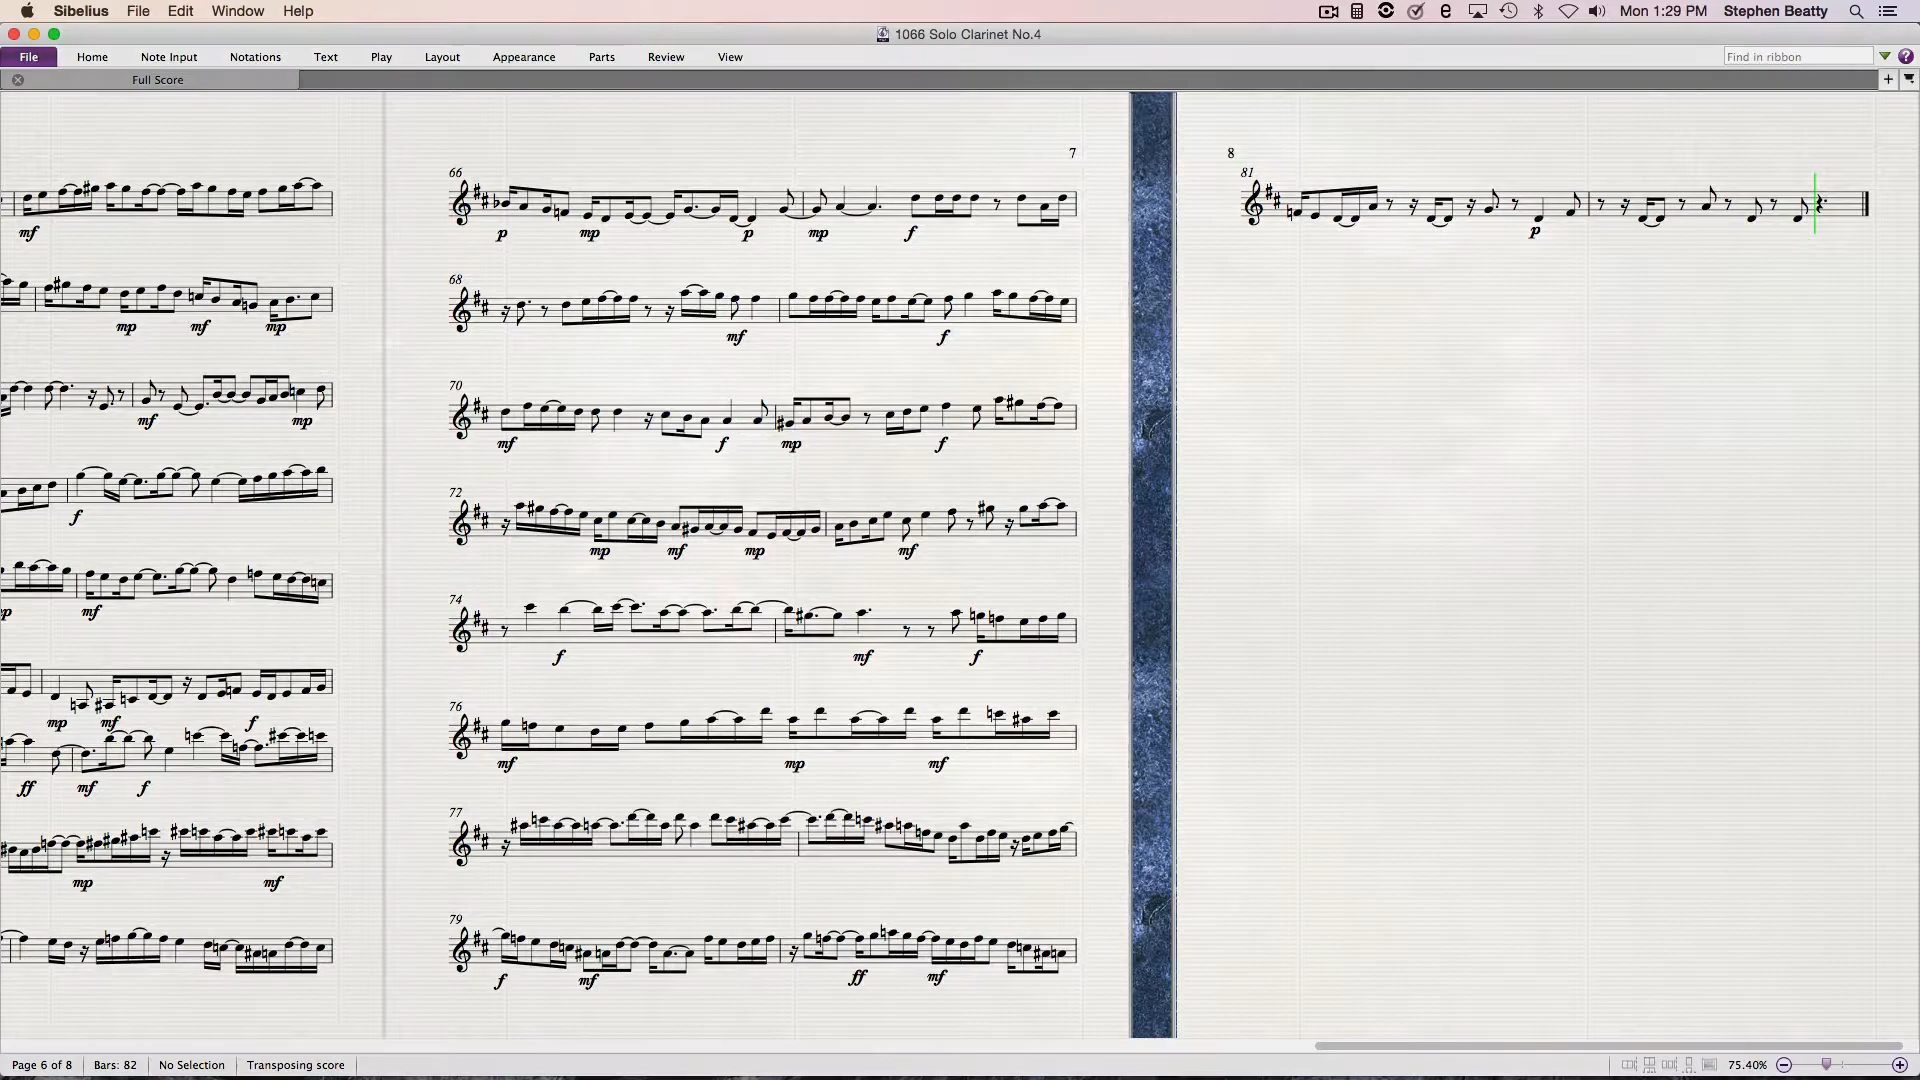 Sibelius File Edit Window Help Mon 1:29 PM Stephen Beatty
1066 Solo Clarinet No.4
File Home Note Input Notations Text Play Layout Appearance Parts Review View Find in ribbon ?
Full Score
7
8
66
81
mf
p mp p mp f
p
68
mp mf mp
mf f
70
mf mp
mf f mp f
72
f
mp mf mp mf
74
mf
f mf f
mp mf f
76
mf mp mf
ff mf f
77
mp mf
79
f mf ff mf
Page 6 of 8 Bars: 82 No Selection Transposing score 75.40%